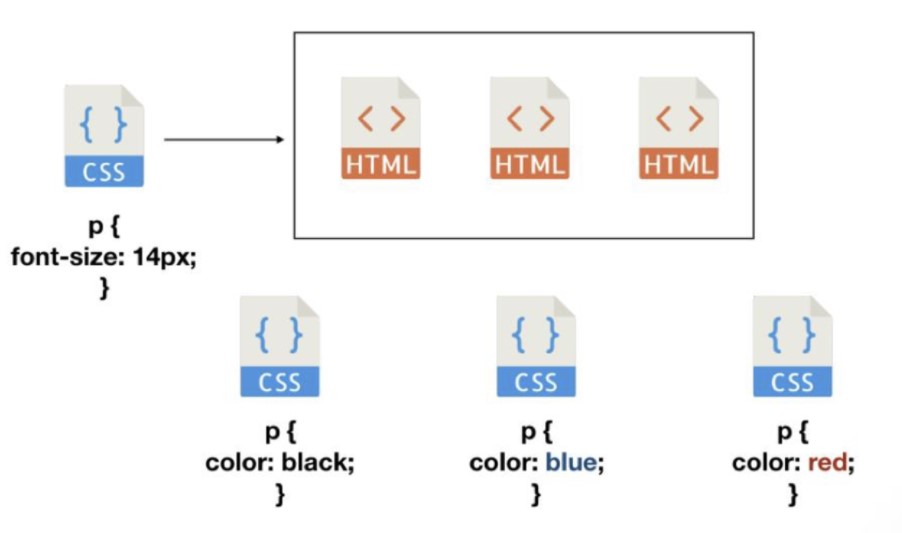 { }
CSS
< >
HTML
< >
HTML
< >
HTML
p {
font-size: 14px;
}
{ }
CSS
p {
color: black;
}
{ }
CSS
p {
color: blue;
}
{ }
CSS
p {
color: red;
}